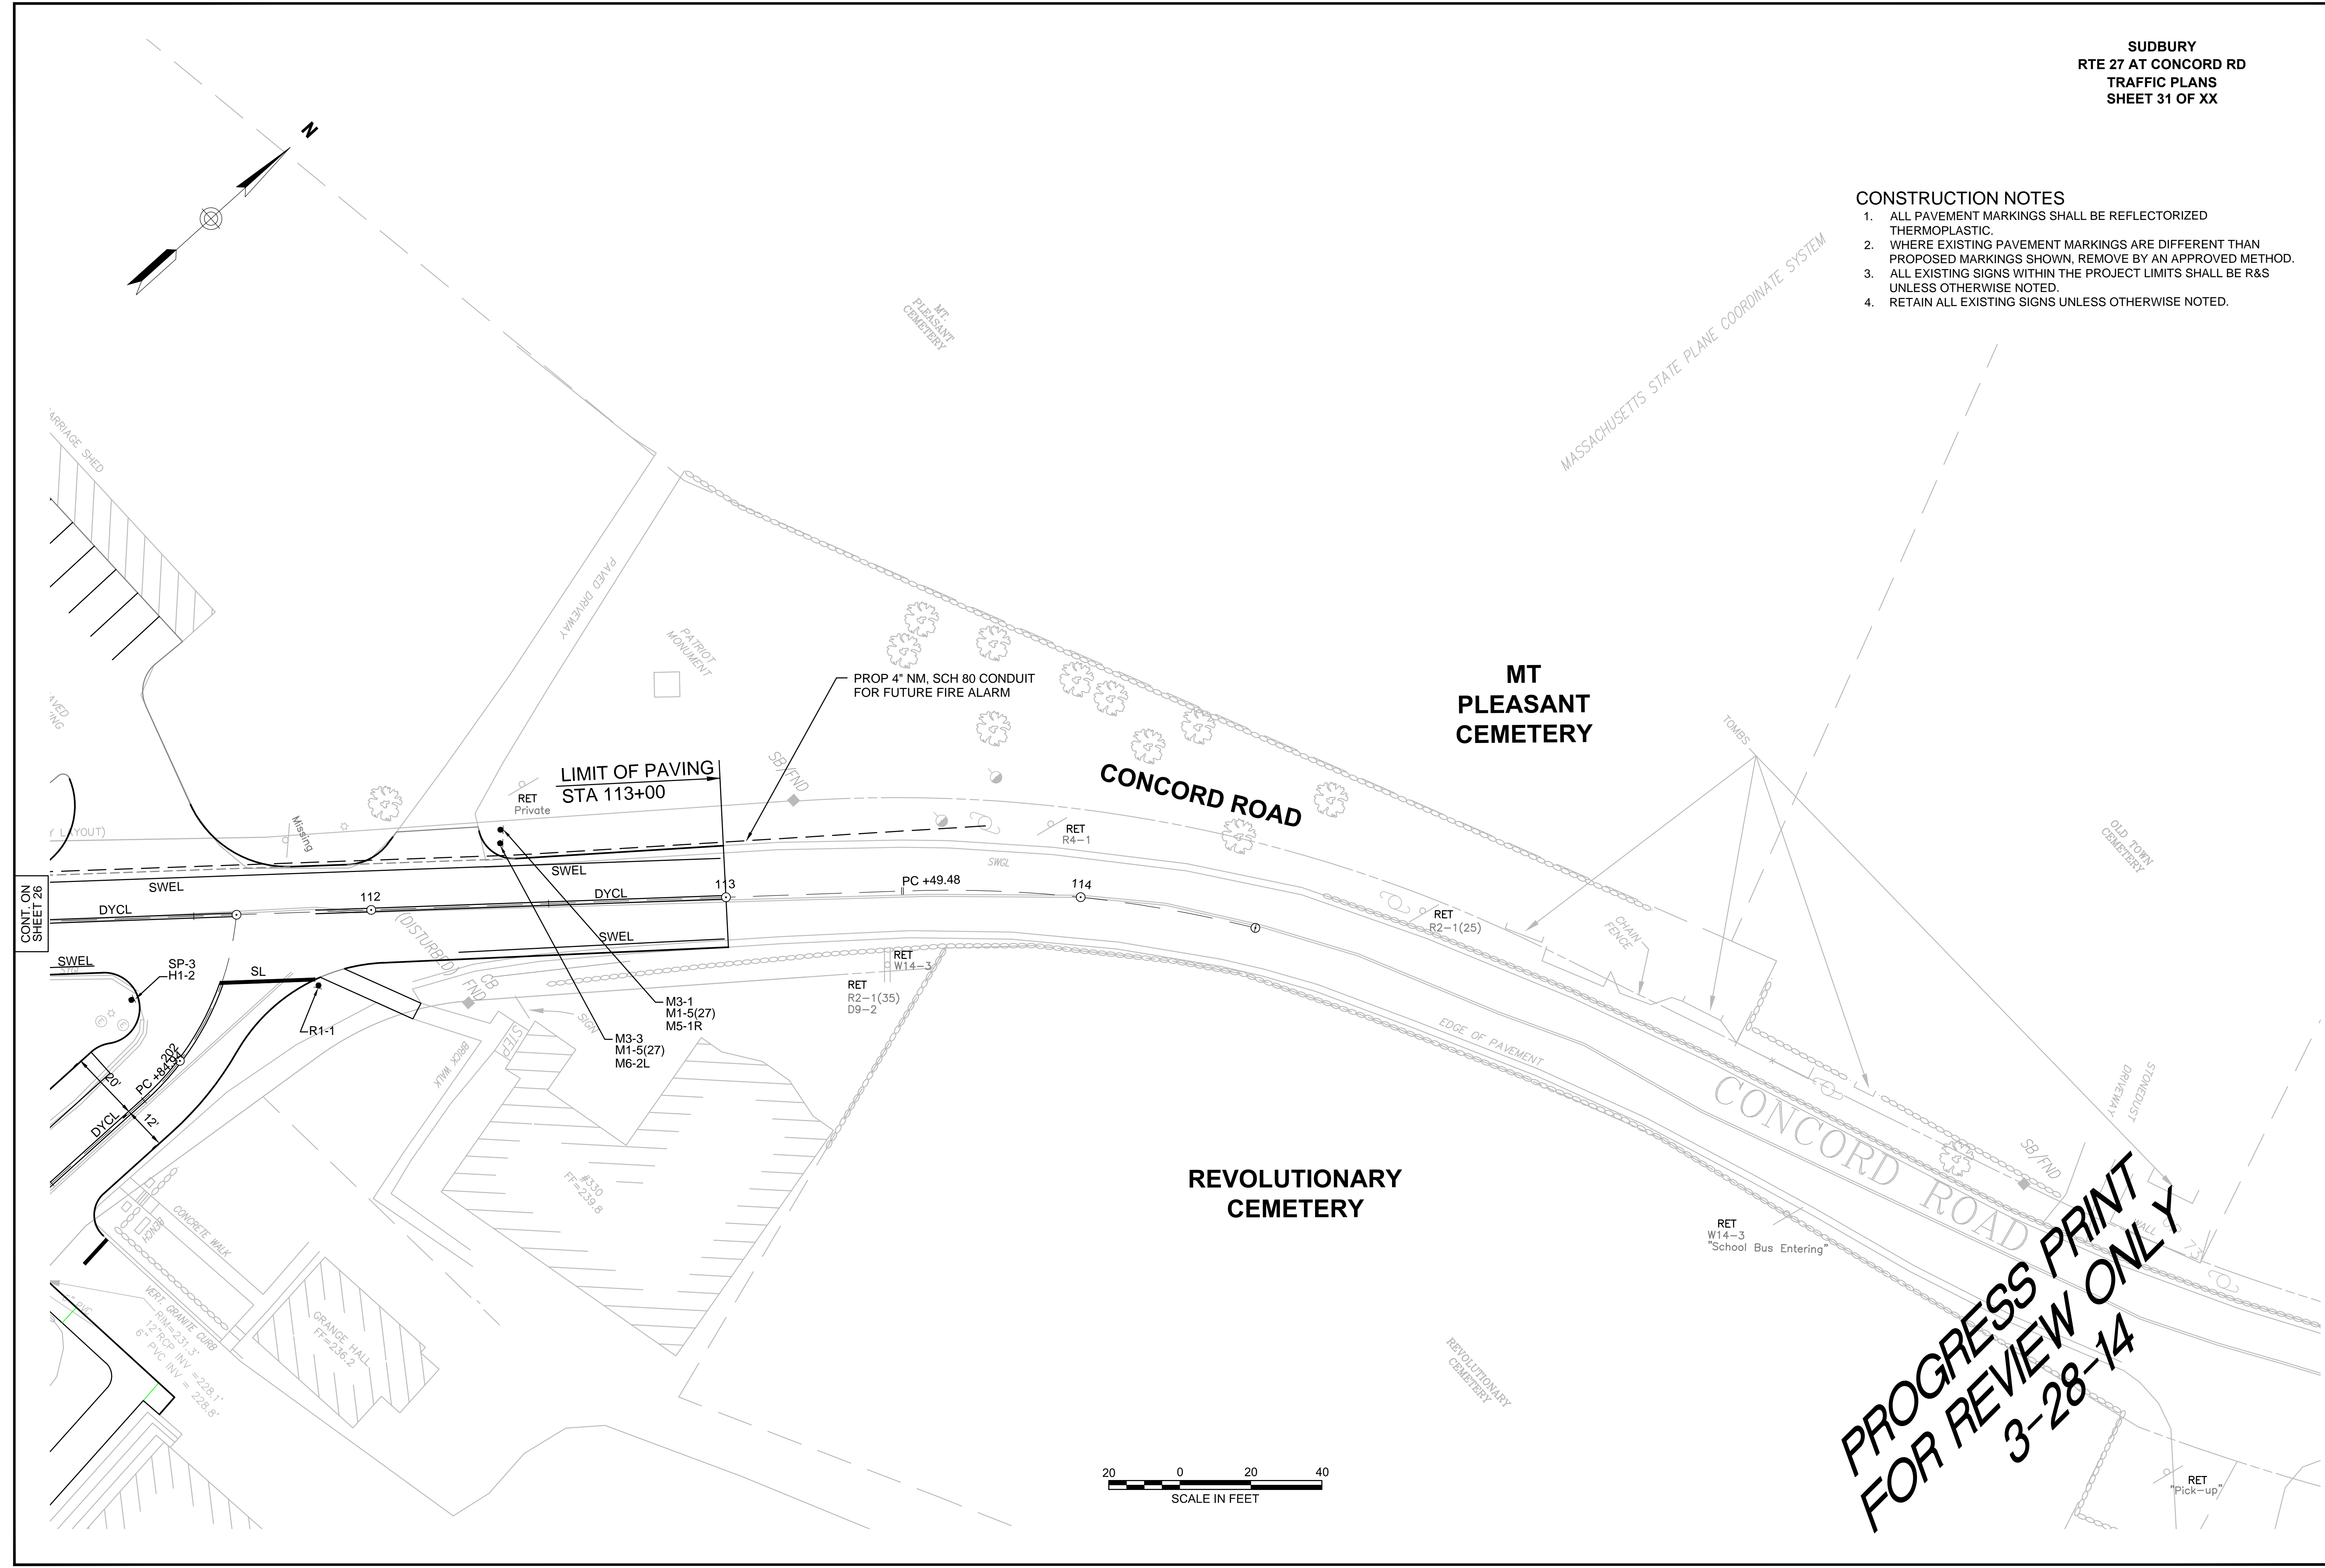 SUDBURY
RTE 27 AT CONCORD RD
TRAFFIC PLANS
SHEET 31 OF XX
N
CONSTRUCTION NOTES
1. ALL PAVEMENT MARKINGS SHALL BE REFLECTORIZED
THERMOPLASTIC.
2. WHERE EXISTING PAVEMENT MARKINGS ARE DIFFERENT THAN
PROPOSED MARKINGS SHOWN, REMOVE BY AN APPROVED METHOD.
3. ALL EXISTING SIGNS WITHIN THE PROJECT LIMITS SHALL BE R&S
UNLESS OTHERWISE NOTED.
4. RETAIN ALL EXISTING SIGNS UNLESS OTHERWISE NOTED.
MASSACHUSETTS STATE PLANE COORDINATE SYSTEM
MT.
PLEASANT
CEMETERY
ARRIAGE SHED
PAVED DRIVEWAY
PATRIOT
MONUMENT
PROP 4" NM, SCH 80 CONDUIT
FOR FUTURE FIRE ALARM
MT
PLEASANT
CEMETERY
TOMBS
AVED
ING
LIMIT OF PAVING
STA 113+00
SB/FND
CONCORD ROAD
RET
Private
Missing
Y LAYOUT)
RET
R4-1
OLD TOWN
CEMETERY
SWGL
SWEL
SWEL
CONT. ON
SHEET 26
DYCL
112
DYCL
113
PC +49.48
114
RET
R2-1(25)
CHAIN
FENCE
(DISTURBED)
CB
FND
SWEL
SWEL
SP-3
H1-2
SL
RET
W14-3
RET
R2-1(35)
D9-2
R1-1
M3-1
M1-5(27)
M5-1R
M3-3
M1-5(27)
M6-2L
SIGN
STEP
BRICK WALK
EDGE OF PAVEMENT
202
PC +84.94
20'
12'
DYCL
CONCORD ROAD
STONEDUST
DRIVEWAY
SB/FND
#330
FF=239.8
REVOLUTIONARY
CEMETERY
CONCRETE WALK
BENCH
RET
W14-3
"School Bus Entering"
WALL
73
VERT. GRANITE CURB
RIM=231.3'
12"RCP INV =228.1'
6" PVC INV = 228.8'
GRANGE HALL
FF=236.2
REVOLUTIONARY
CEMETERY
PROGRESS PRINT
FOR REVIEW ONLY
3-28-14
20 0 20 40
SCALE IN FEET
RET
"Pick-up"